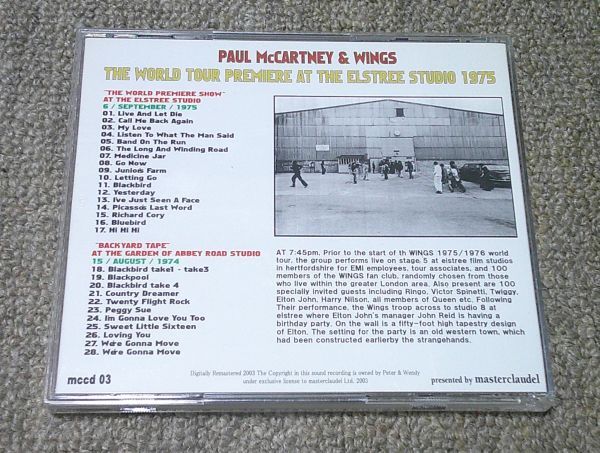 PAUL McCARTNEY & WINGS
THE WORLD TOUR PREMIERE AT THE ELSTREE STUDIO 1975
"THE WORLD PREMIERE SHOW"
AT THE ELSTREE STUDIO
6 / SEPTEMBER / 1975
01. Live And Let Die
02. Call Me Back Again
03. My Love
04. Listen To What The Man Said
05. Band On The Run
06. The Long And Winding Road
07. Medicine Jar
08. Go Now
09. Junior's Farm
10. Letting Go
11. Blackbird
12. Yesterday
13. I've Just Seen A Face
14. Picasso's Last Word
15. Richard Cory
16. Bluebird
17. Hi Hi Hi
"BACKYARD TAPE"
AT THE GARDEN OF ABBEY ROAD STUDIO
15 / AUGUST / 1974
18. Blackbird take1 - take3
19. Blackpool
20. Blackbird take 4
21. Country Dreamer
22. Twenty Flight Rock
23. Peggy Sue
24. I'm Gonna Love You Too
25. Sweet Little Sixteen
26. Loving You
27. We're Gonna Move
28. We're Gonna Move
AT 7:45pm. Prior to the start of th WINGS 1975/1976 world
tour, the group performs live on stage.5 at elstree film studios
in hertfordshire for EMI employees, tour associates, and 100
members of the WINGS fan club, randomly chosen from those
who live within the greater London area. Also present are 100
specially invited guests including Ringo, Victor Spinetti, Twiggy,
Elton John, Harry Nilson, all members of Queen etc. Following
Their performance, the Wings troop across to studio 8 at
elstree where Elton John's manager John Reid is having a
birthday party. On the wall is a fifty-foot high tapestry design
of Elton. The setting for the party is an old western town, which
had been constructed earlierby the strangehands.
mccd 03
Digitally Remastered 2003 The Copyright in this sound recording is owned by Peter & Wendy
under exclusive license to masterclaudel Ltd. 2003
presented by masterclaudel